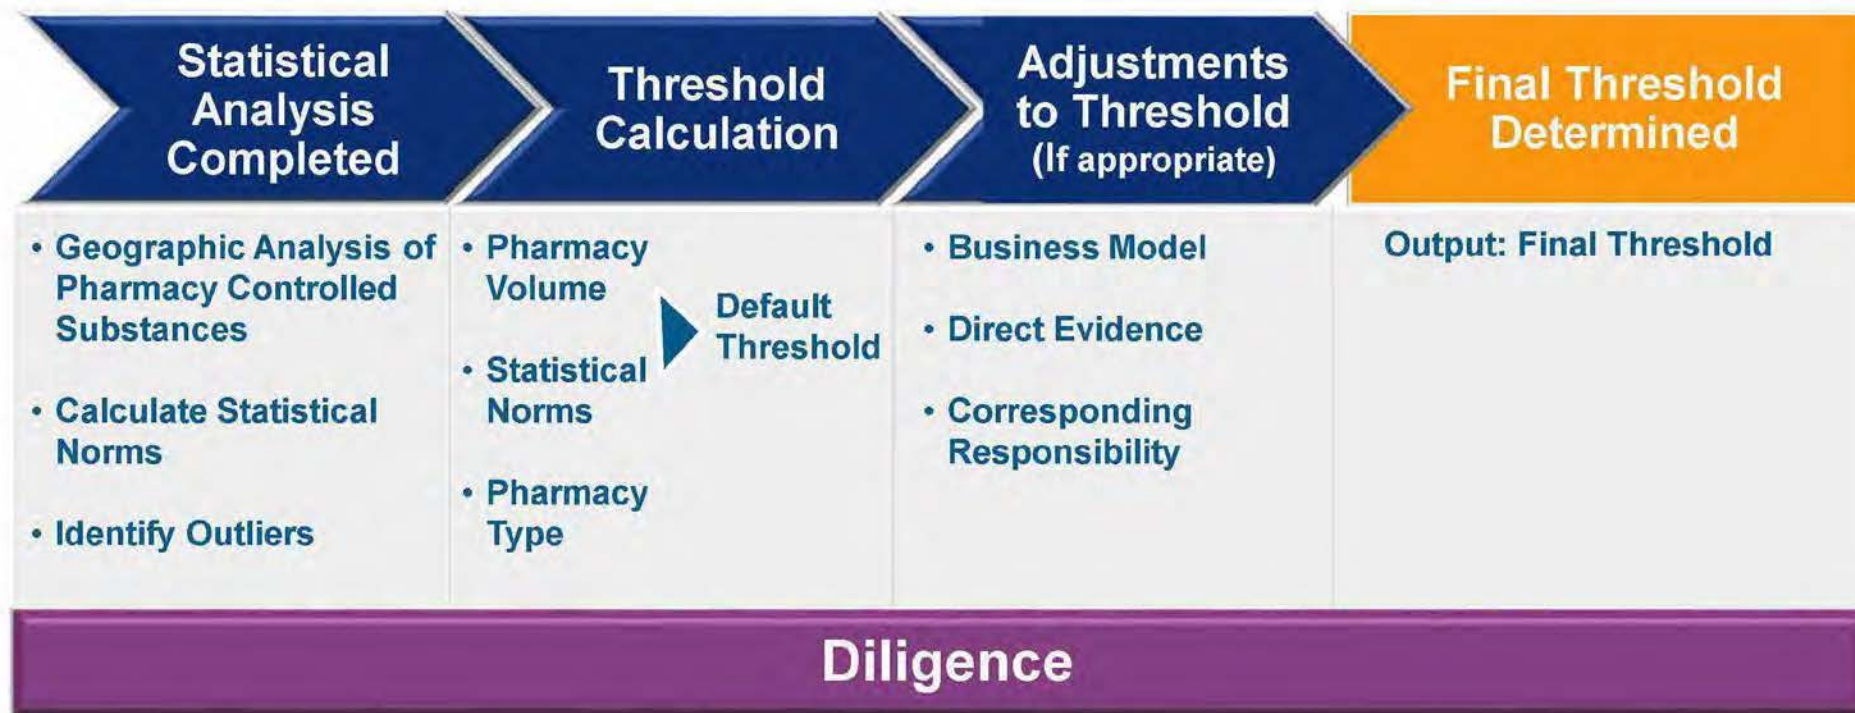 Statistical
Analysis
Completed
Threshold
Calculation
Adjustments
to Threshold
(If appropriate)
Final Threshold
Determined
• Geographic Analysis of
Pharmacy Controlled
Substances
• Calculate Statistical
Norms
• Identify Outliers
• Pharmacy
Volume
• Statistical
Norms
• Pharmacy
Type
Default
Threshold
• Business Model
• Direct Evidence
• Corresponding
Responsibility
Output: Final Threshold
Diligence